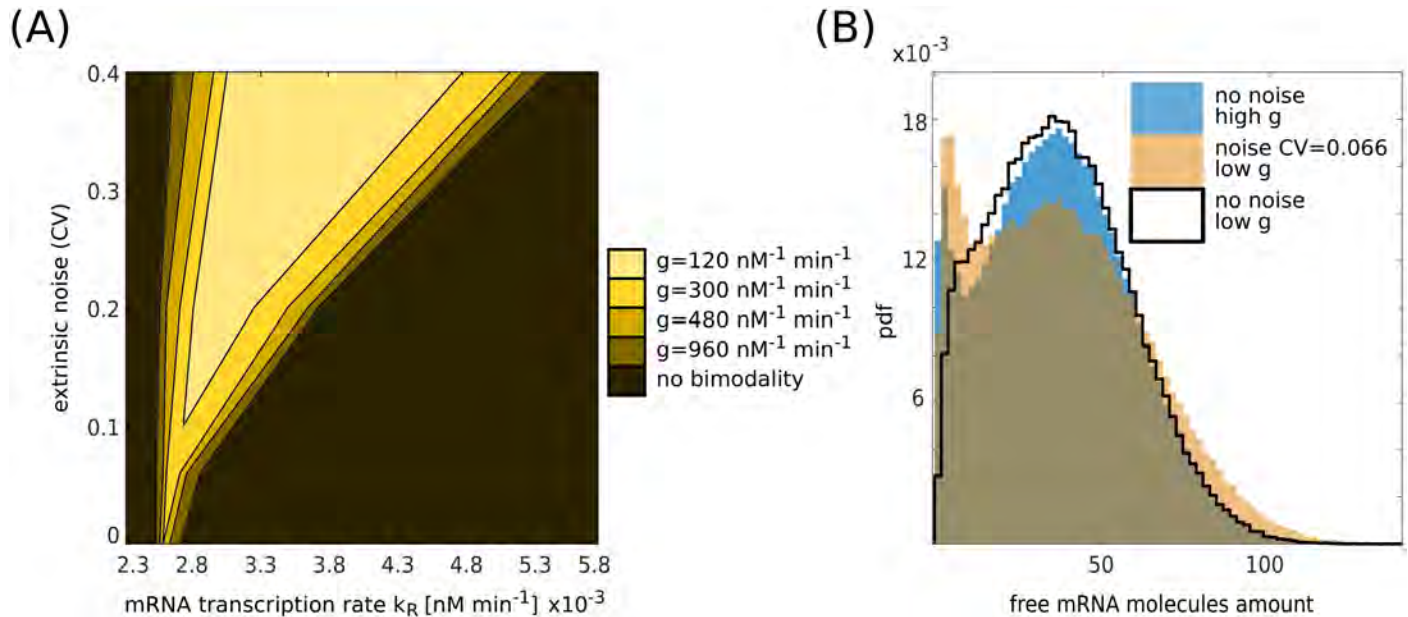 (A)
0.4
0.3
0.2
0.1
0
extrinsic noise (CV)
2.3 2.8 3.3 3.8 4.3 4.8 5.3 5.8
mRNA transcription rate kR [nM min-1] x10-3
g=120 nM-1 min-1
g=300 nM-1 min-1
g=480 nM-1 min-1
g=960 nM-1 min-1
no bimodality
(B)
x10-3
18
12
6
pdf
no noise
high g
noise CV=0.066
low g
no noise
low g
50 100
free mRNA molecules amount